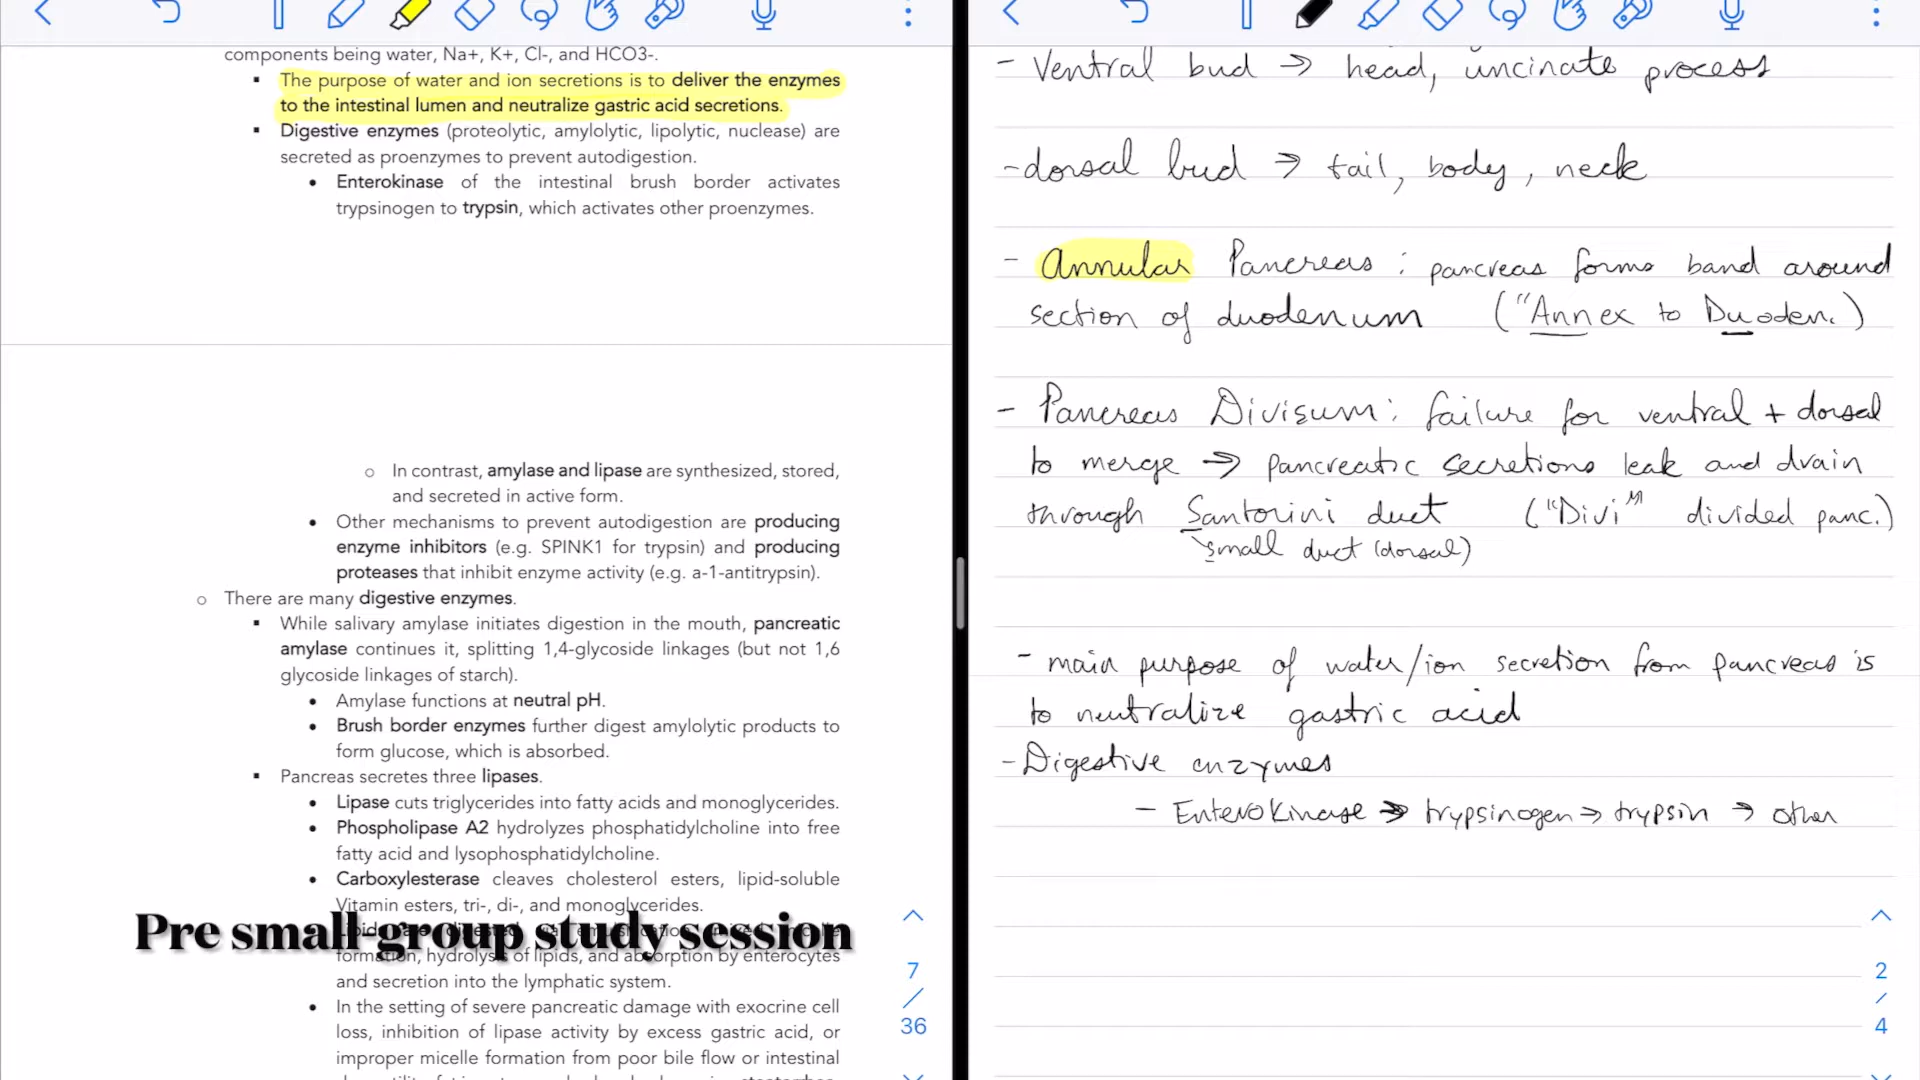 components being water, Na+, K+, Cl-, and HCO3-.
▪ The purpose of water and ion secretions is to deliver the enzymes
to the intestinal lumen and neutralize gastric acid secretions.
▪ Digestive enzymes (proteolytic, amylolytic, lipolytic, nuclease) are
secreted as proenzymes to prevent autodigestion.
• Enterokinase of the intestinal brush border activates
trypsinogen to trypsin, which activates other proenzymes.
o In contrast, amylase and lipase are synthesized, stored,
and secreted in active form.
• Other mechanisms to prevent autodigestion are producing
enzyme inhibitors (e.g. SPINK1 for trypsin) and producing
proteases that inhibit enzyme activity (e.g. a-1-antitrypsin).
o There are many digestive enzymes.
▪ While salivary amylase initiates digestion in the mouth, pancreatic
amylase continues it, splitting 1,4-glycoside linkages (but not 1,6
glycoside linkages of starch).
• Amylase functions at neutral pH.
• Brush border enzymes further digest amylolytic products to
form glucose, which is absorbed.
▪ Pancreas secretes three lipases.
• Lipase cuts triglycerides into fatty acids and monoglycerides.
• Phospholipase A2 hydrolyzes phosphatidylcholine into free
fatty acid and lysophosphatidylcholine.
• Carboxylesterase cleaves cholesterol esters, lipid-soluble
Vitamin esters, tri-, di-, and monoglycerides.
Pre small-group study session
formation, hydrolysis of lipids, and absorption by enterocytes
and secretion into the lymphatic system.
• In the setting of severe pancreatic damage with exocrine cell
loss, inhibition of lipase activity by excess gastric acid, or
improper micelle formation from poor bile flow or intestinal
7
/
36
- Ventral bud → head, uncinate process
- dorsal bud → tail, body, neck
- Annular Pancreas : pancreas forms band around
section of duodenum ("Annex to Duoden.)
- Pancreas Divisum: failure for ventral + dorsal
to merge → pancreatic secretions leak and drain
through Santorini duct ("Divi" divided panc.)
small duct (dorsal)
- main purpose of water/ion secretion from pancreas is
to neutralize gastric acid
- Digestive enzymes
- Enterokinase → trypsinogen → trypsin → other
2
/
4